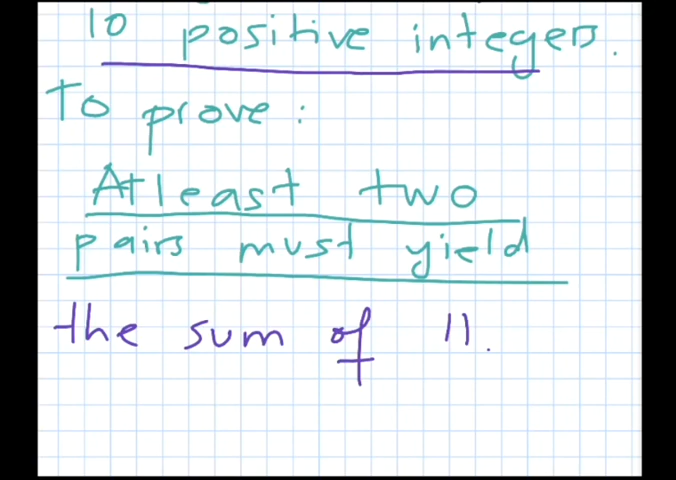 10 positive integers.
To prove:
Atleast two
pairs must yield
the sum of 11.